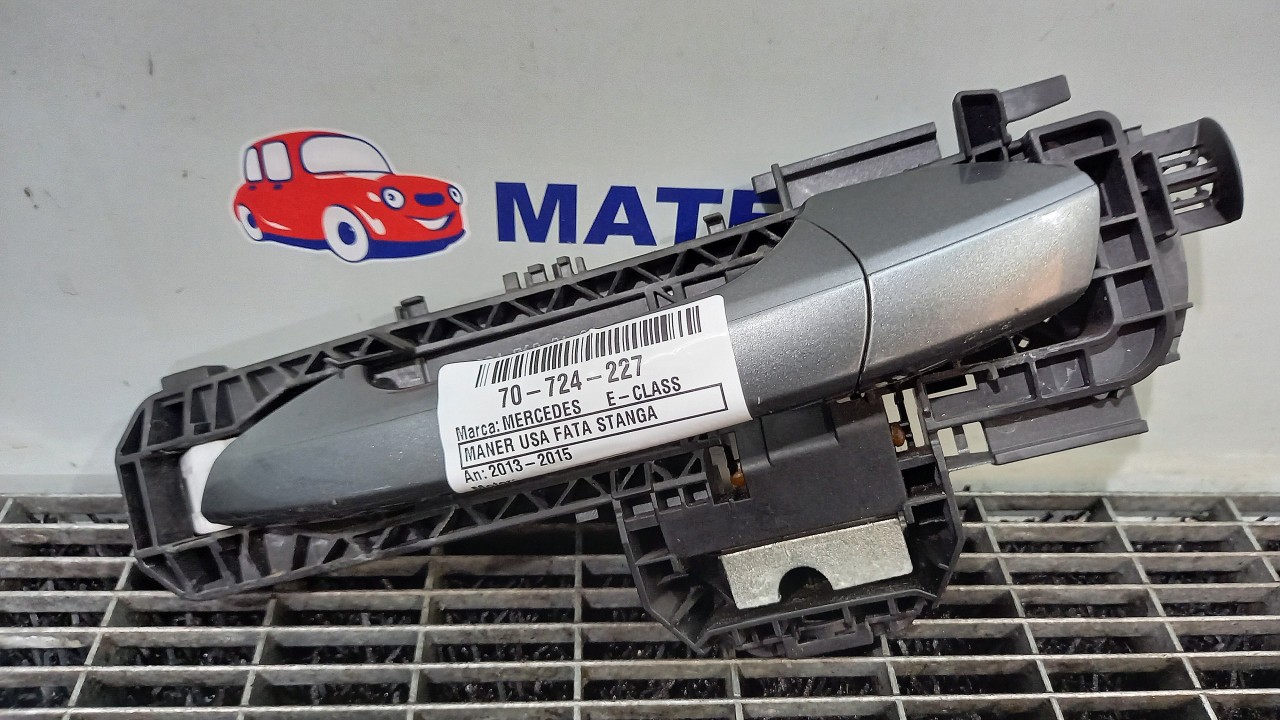 MATE
70-724-227
Marca: MERCEDES E-CLASS
MANER USA FATA STANGA
An: 2013-2015